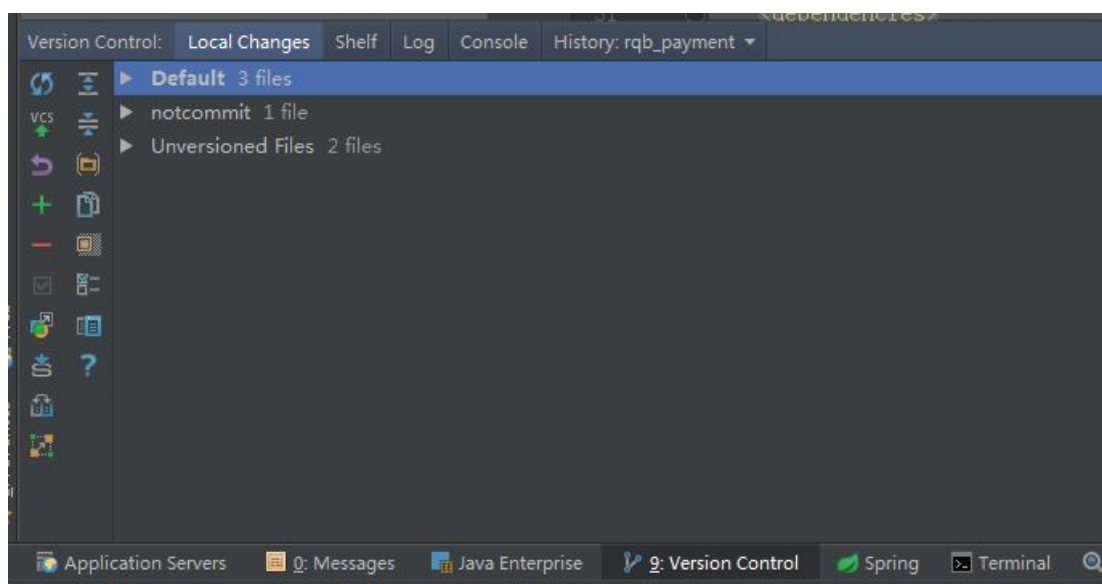 <dependencies>
Version Control: Local Changes Shelf Log Console History: rqb_payment
Default 3 files
notcommit 1 file
Unversioned Files 2 files
VCS
?
Application Servers 0: Messages Java Enterprise 9: Version Control Spring Terminal